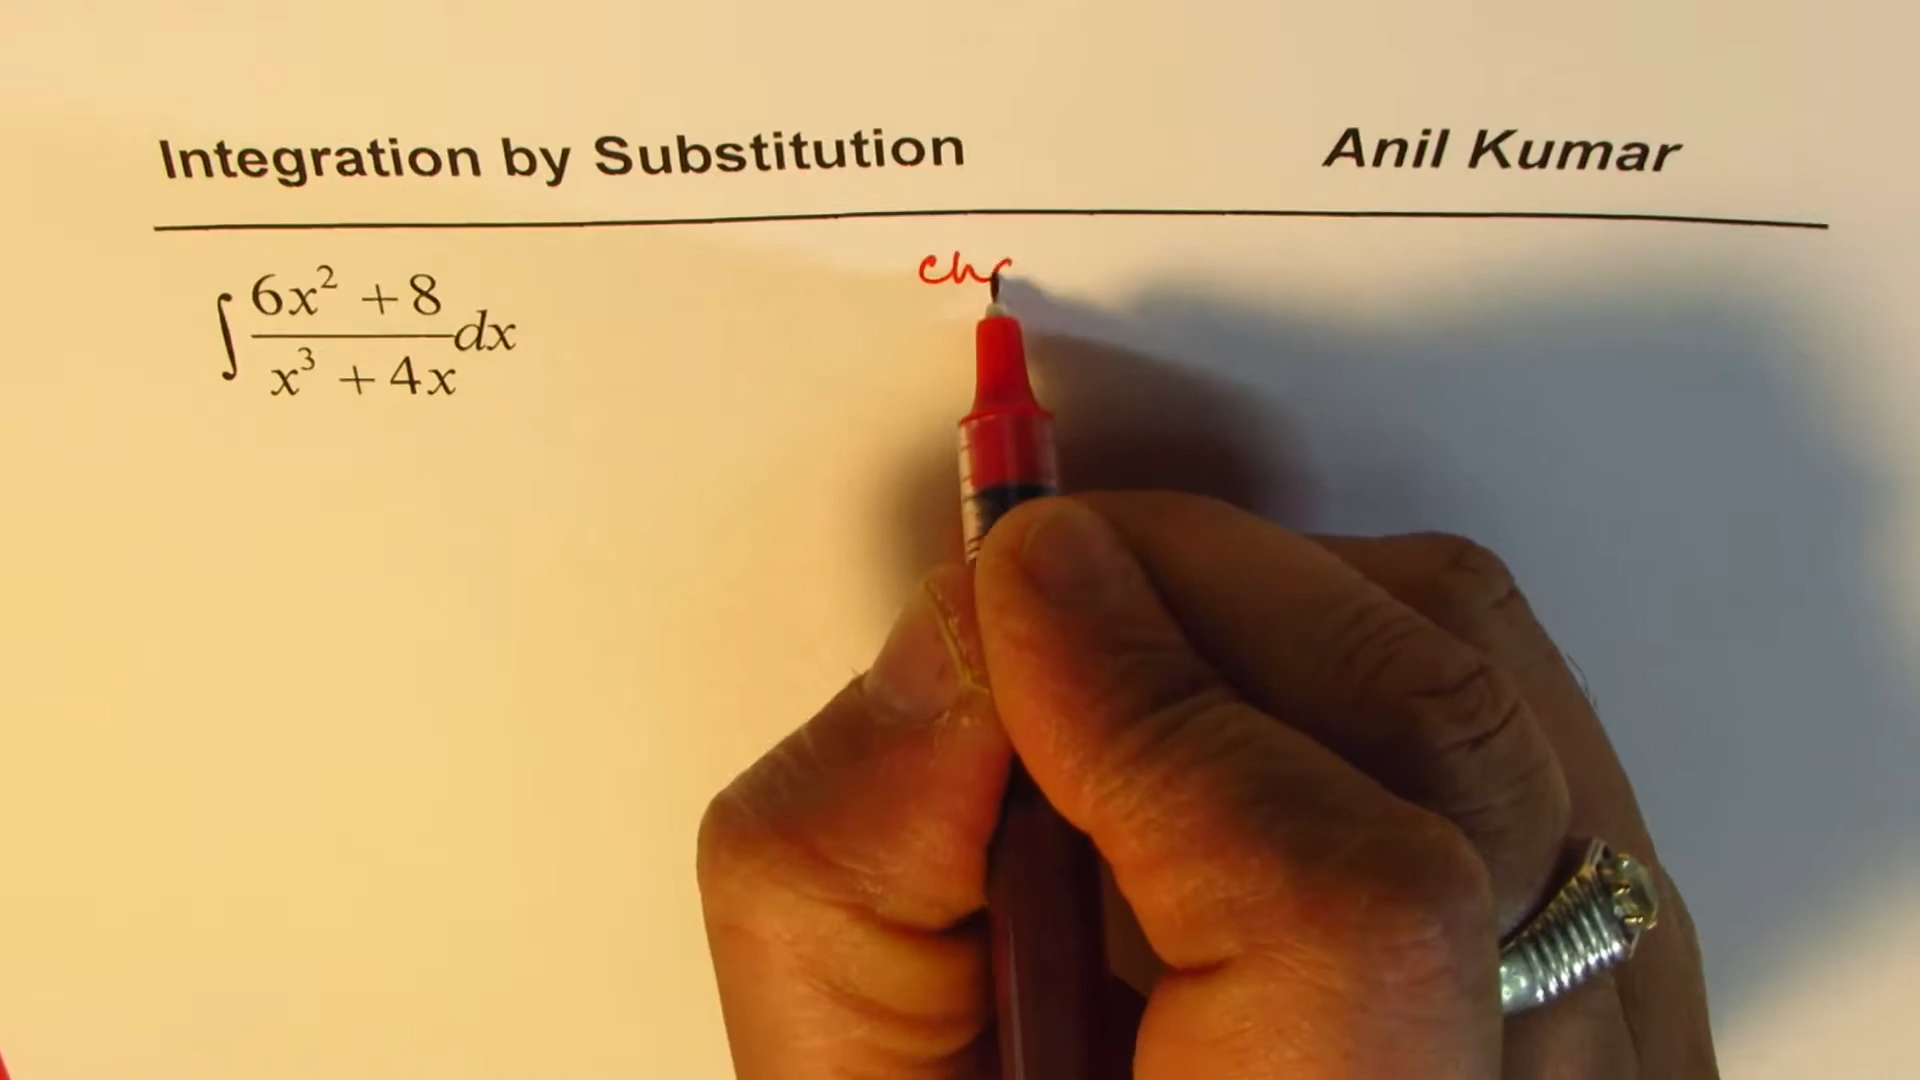 Integration by Substitution Anil Kumar
∫ (6x² + 8)/(x³ + 4x) dx